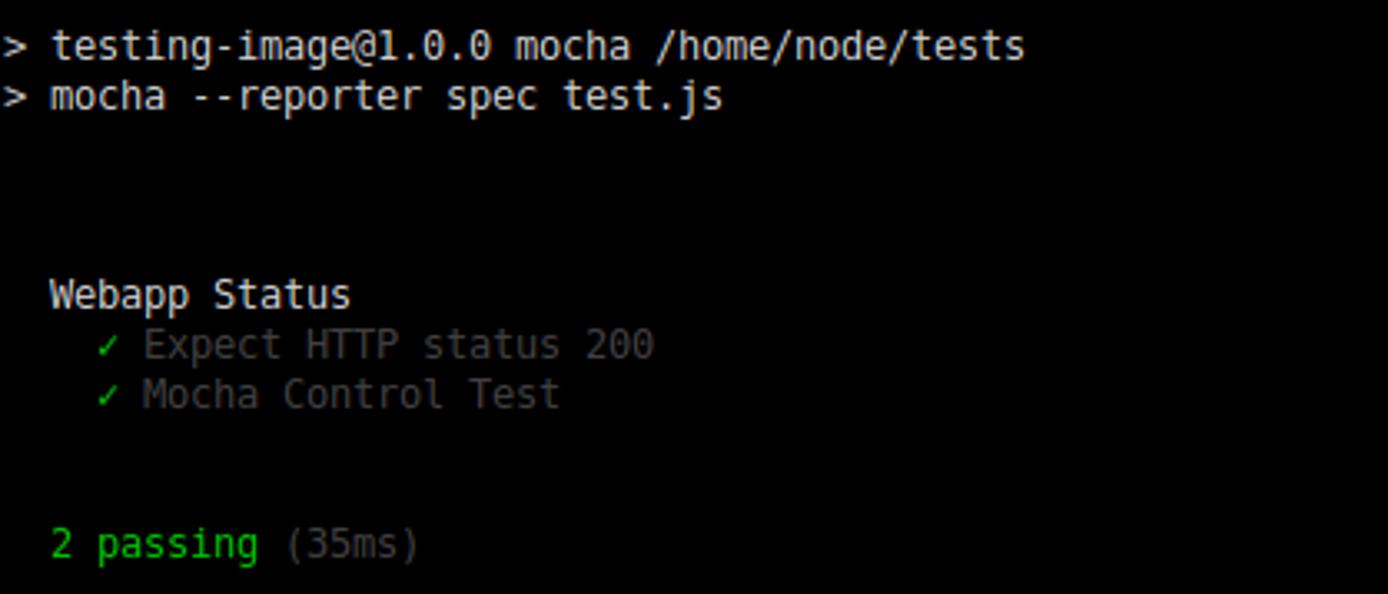 > testing-image@1.0.0 mocha /home/node/tests
> mocha --reporter spec test.js
Webapp Status
✓ Expect HTTP status 200
✓ Mocha Control Test
2 passing (35ms)